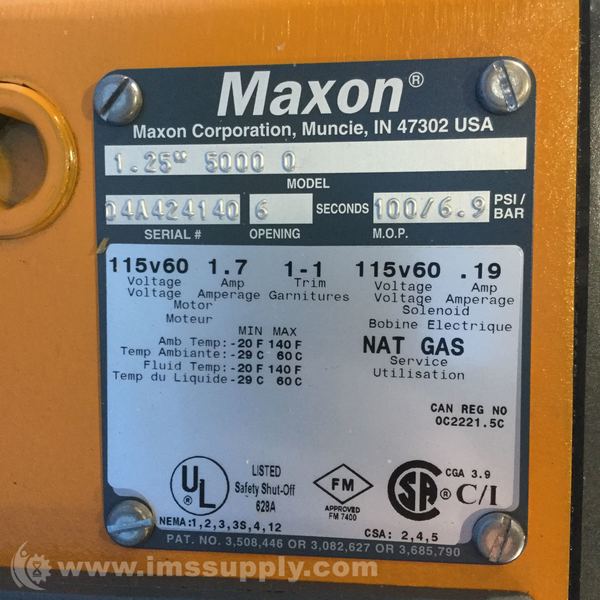 Maxon®
Maxon Corporation, Muncie, IN 47302 USA
1.25" 5000 O
MODEL
04A424140 6 SECONDS 100/6.9 PSI/ BAR
SERIAL # OPENING M.O.P.
115v60 1.7 1-1 115v60 .19
Voltage Amp Trim Voltage Amp
Voltage Amperage Garnitures Voltage Amperage
Motor Solenoid
Moteur Bobine Electrique
MIN MAX
Amb Temp:-20 F 140 F
Temp Ambiante:-29 C 60 C
Fluid Temp:-20 F 140 F
Temp du Liquide-29 C 60 C
NAT GAS
Service
Utilisation
CAN REG NO
0C2221.5C
UL ® LISTED
Safety Shut-Off
628A
FM
APPROVED
FM 7400
SA ® CGA 3.9
C/I
NEMA:1,2,3,3S,4,12 CSA: 2,4,5
PAT. NO. 3,508,446 OR 3,082,627 OR 3,685,790
www.imssupply.com